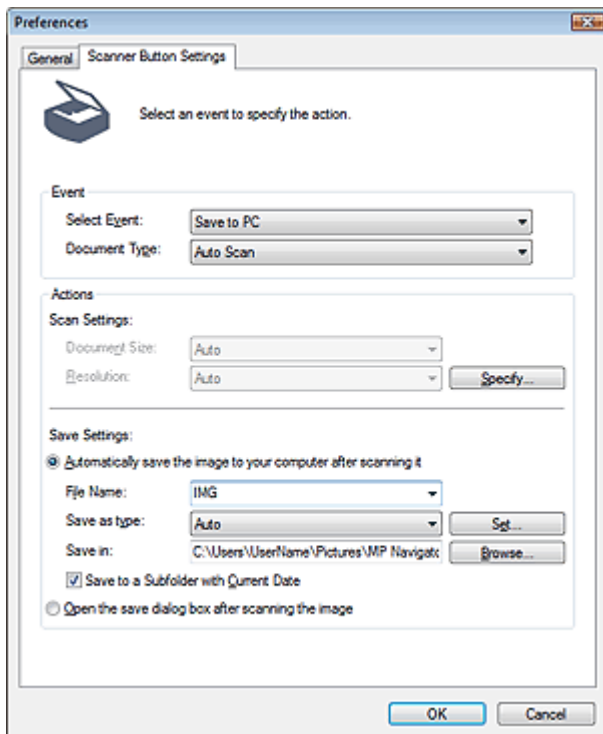 Preferences
General Scanner Button Settings
Select an event to specify the action.
Event
Select Event: Save to PC
Document Type: Auto Scan
Actions
Scan Settings:
Document Size: Auto
Resolution: Auto Specify...
Save Settings:
Automatically save the image to your computer after scanning it
File Name: IMG
Save as type: Auto Set...
Save in: C:\Users\UserName\Pictures\MP Navigato Browse...
Save to a Subfolder with Current Date
Open the save dialog box after scanning the image
OK Cancel